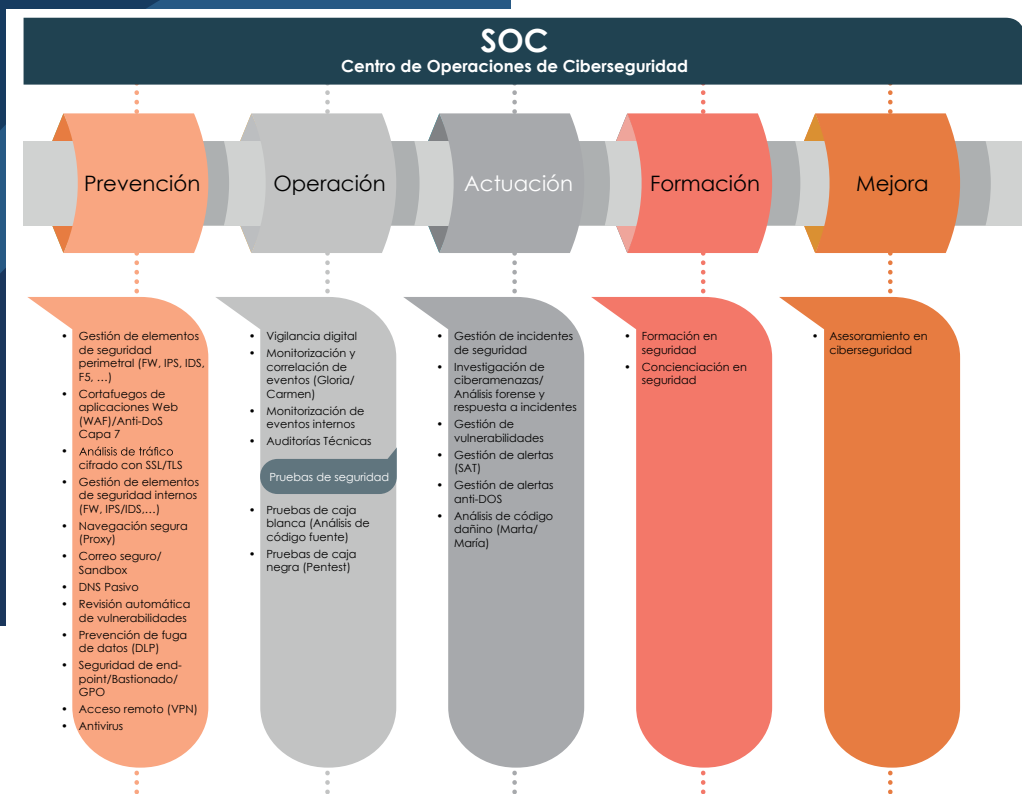 SOC
Centro de Operaciones de Ciberseguridad
Prevención
Operación
Actuación
Formación
Mejora
• Gestión de elementos
de seguridad
perimetral (FW, IPS, IDS,
F5, ...)
• Cortafuegos de
aplicaciones Web
(WAF)/Anti-DoS
Capa 7
• Análisis de tráfico
cifrado con SSL/TLS
• Gestión de elementos
de seguridad internos
(FW, IPS/IDS,...)
• Navegación segura
(Proxy)
• Correo seguro/
Sandbox
• DNS Pasivo
• Revisión automática
de vulnerabilidades
• Prevención de fuga
de datos (DLP)
• Seguridad de end-
point/Bastionado/
GPO
• Acceso remoto (VPN)
• Antivirus
• Vigilancia digital
• Monitorización y
correlación de
eventos (Gloria/
Carmen)
• Monitorización de
eventos internos
• Auditorías Técnicas
Pruebas de seguridad
• Pruebas de caja
blanca (Análisis de
código fuente)
• Pruebas de caja
negra (Pentest)
• Gestión de incidentes
de seguridad
• Investigación de
ciberamenazas/
Análisis forense y
respuesta a incidentes
• Gestión de
vulnerabilidades
• Gestión de alertas
(SAT)
• Gestión de alertas
anti-DOS
• Análisis de código
dañino (Marta/
María)
• Formación en
seguridad
• Concienciación en
seguridad
• Asesoramiento en
ciberseguridad